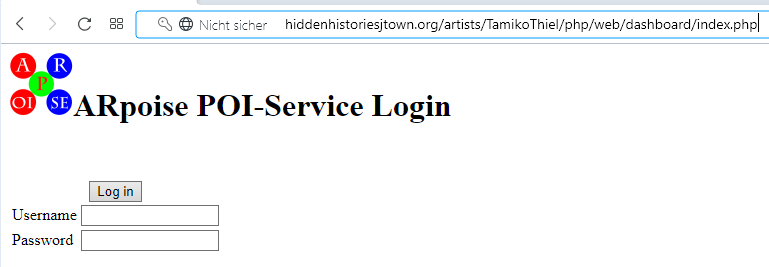 Nicht sicher hiddenhistoriesjtown.org/artists/TamikoThiel/php/web/dashboard/index.php
A R
P
OI SE
ARpoise POI-Service Login
Log in
Username
Password